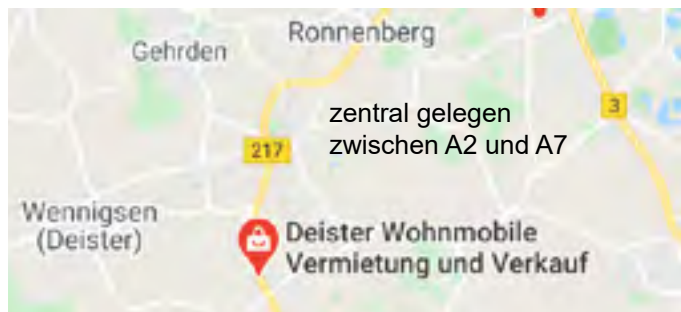 Ronnenberg
Gehrden
zentral gelegen
zwischen A2 und A7
3
217
Wennigsen
(Deister)
Deister Wohnmobile
Vermietung und Verkauf